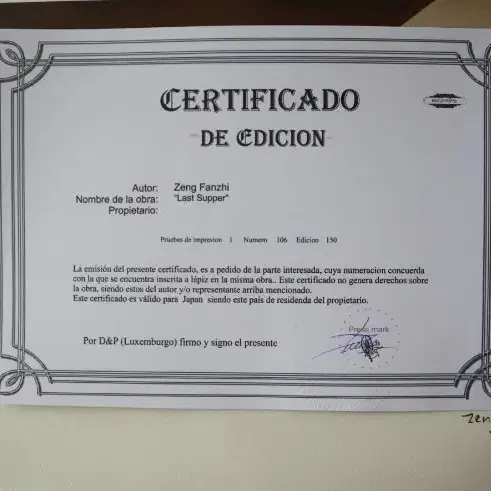 CERTIFICADO
DE EDICION
Autor: Zeng Fanzhi
Nombre de la obra: "Last Supper"
Propietario:
Pruebas de impresion 1 Numero 106 Edicion 150
La emisión del presente certificado, es a pedido de la parte interesada, cuya numeracion concuerda
con la que se encuentra inscrita a lápiz en la misma obra.. Este certificado no genera derechos sobre
la obra, siendo estos del autor y/o representante arriba mencionado.
Este certificado es válido para Japan siendo este país de residenda del propietario.
Press mark
Por D&P (Luxemburgo) firmo y signo el presente
Zen